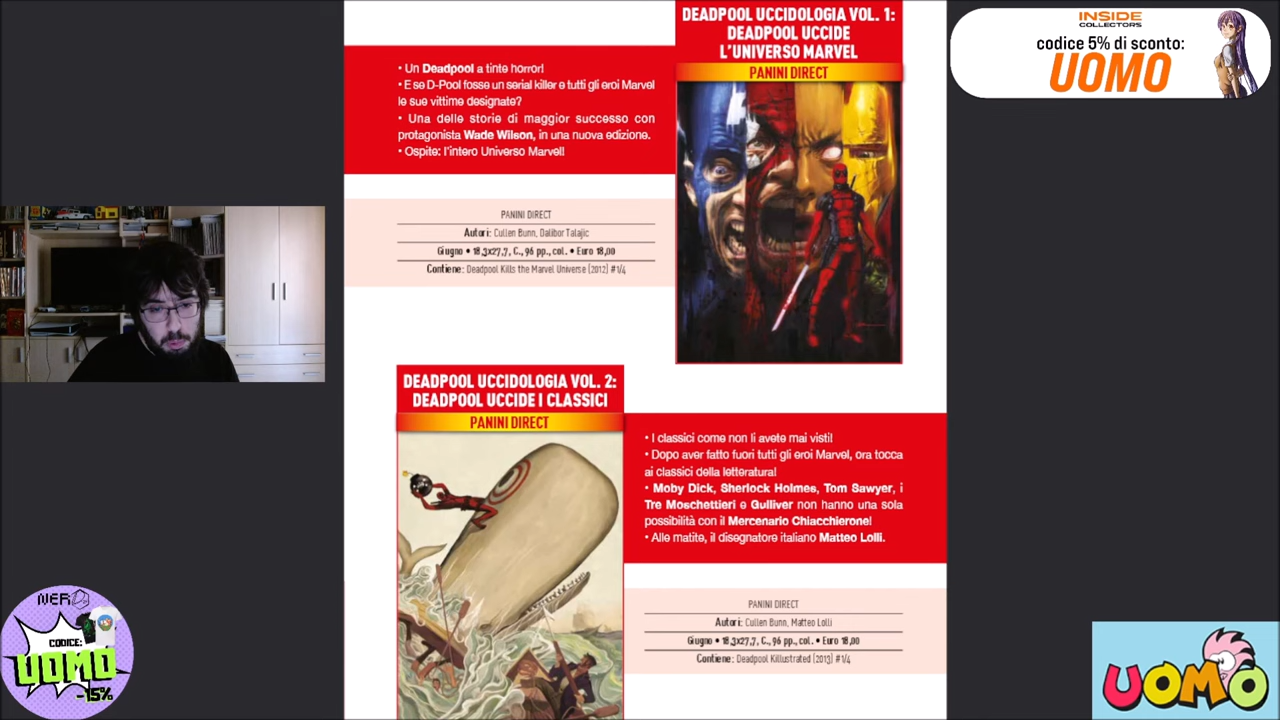 DEADPOOL UCCIDOLOGIA VOL. 1:
DEADPOOL UCCIDE
L'UNIVERSO MARVEL
PANINI DIRECT
• Un Deadpool a tinte horror!
• E se D-Pool fosse un serial killer e tutti gli eroi Marvel
le sue vittime designate?
• Una delle storie di maggior successo con
protagonista Wade Wilson, in una nuova edizione.
• Ospite: l'intero Universo Marvel!
PANINI DIRECT
Autori: Cullen Bunn, Dalibor Talajic
Giugno • 18,3x27,7, C., 96 pp., col. • Euro 18,00
Contiene: Deadpool Kills the Marvel Universe (2012) #1/4
INSIDE
COLLECTORS
codice 5% di sconto:
UOMO
DEADPOOL UCCIDOLOGIA VOL. 2:
DEADPOOL UCCIDE I CLASSICI
PANINI DIRECT
• I classici come non li avete mai visti!
• Dopo aver fatto fuori tutti gli eroi Marvel, ora tocca
ai classici della letteratura!
• Moby Dick, Sherlock Holmes, Tom Sawyer, i
Tre Moschettieri e Gulliver non hanno una sola
possibilità con il Mercenario Chiacchierone!
• Alle matite, il disegnatore italiano Matteo Lolli.
PANINI DIRECT
Autori: Cullen Bunn, Matteo Lolli
Giugno • 18,3x27,7, C., 96 pp., col. • Euro 18,00
Contiene: Deadpool Killustrated (2013) #1/4
NERO
CODICE:
UOMO
-15%
UOMO